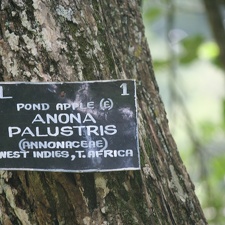 L 1
POND APPLE (E)
ANONA
PALUSTRIS
(ANNONACEAE)
WEST INDIES, T. AFRICA